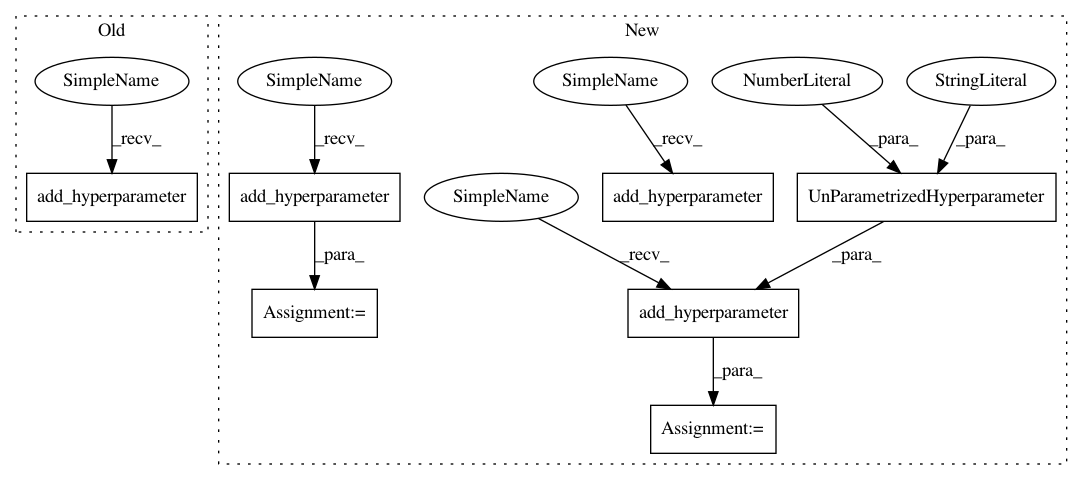 Old
New
SimpleName
SimpleName
SimpleName
NumberLiteral
StringLiteral
_recv_
_recv_
_recv_
_para_
_para_
add_hyperparameter
add_hyperparameter
SimpleName
add_hyperparameter
UnParametrizedHyperparameter
_para_
_recv_
_para_
Assignment:=
add_hyperparameter
_para_
Assignment:=